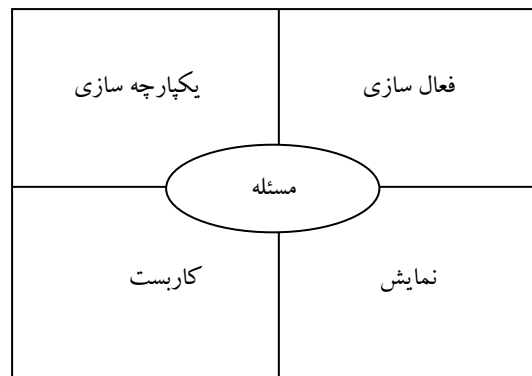 فعال سازی
یکپارچه سازی
مسئله
نمایش
کاربست